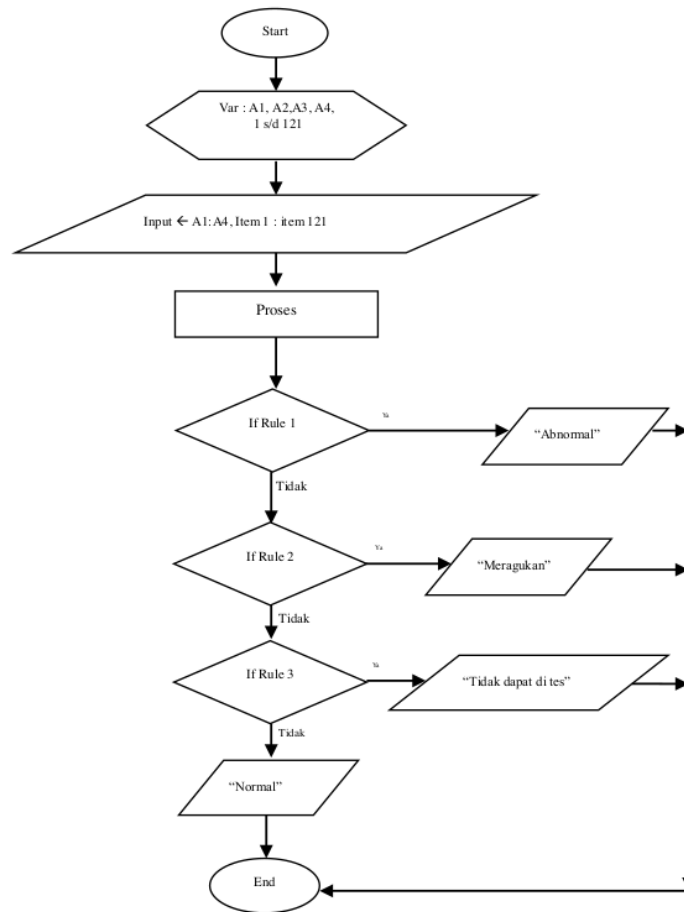 Start
Var : A1, A2,A3, A4,
1 s/d 121
Input ← A1:A4, Item 1 : item 121
Proses
If Rule 1
Ya
“Abnormal”
Tidak
If Rule 2
Ya
“Meragukan”
Tidak
If Rule 3
Ya
“Tidak dapat di tes”
Tidak
“Normal”
End